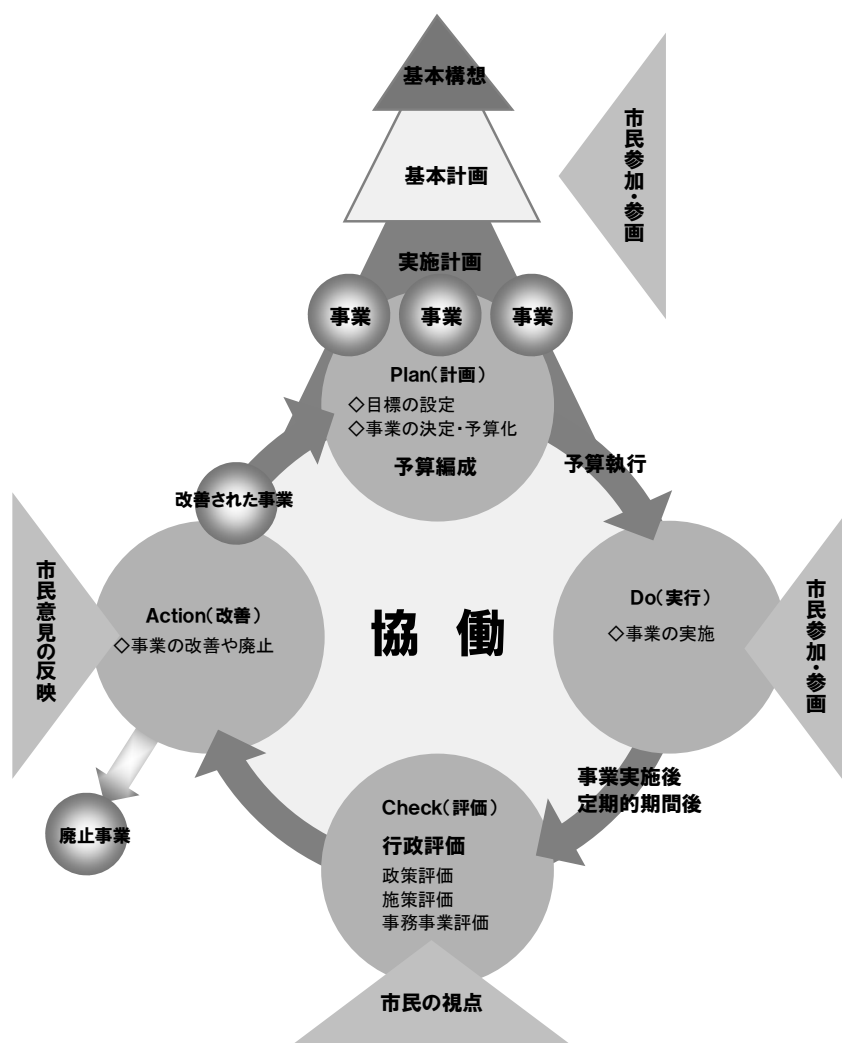 基本構想
基本計画
市民参加・参画
実施計画
事業
事業
事業
Plan(計画)
◇目標の設定
◇事業の決定・予算化
予算編成
予算執行
改善された事業
市民意見の反映
Action(改善)
◇事業の改善や廃止
協働
Do(実行)
◇事業の実施
市民参加・参画
事業実施後
定期的期間後
廃止事業
Check(評価)
行政評価
政策評価
施策評価
事務事業評価
市民の視点